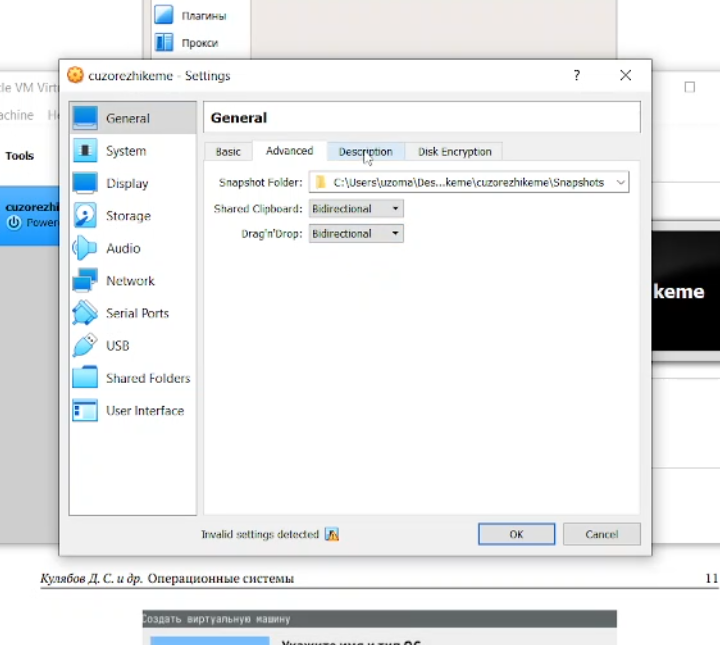 Плагины
Прокси
cuzorezhikeme - Settings
?
cle VM Virt
achine
He
Tools
cuzorezhi
Power
General
System
Display
Storage
Audio
Network
Serial Ports
USB
Shared Folders
User Interface
General
Basic
Advanced
Description
Disk Encryption
Snapshot Folder:
C:\Users\uzoma\Des...keme\cuzorezhikeme\Snapshots
Shared Clipboard:
Bidirectional
Drag'n'Drop:
Bidirectional
keme
Invalid settings detected
OK
Cancel
Кулябов Д. С. и др. Операционные системы
11
Создать виртуальную машину
Укажите имя и тип ОС